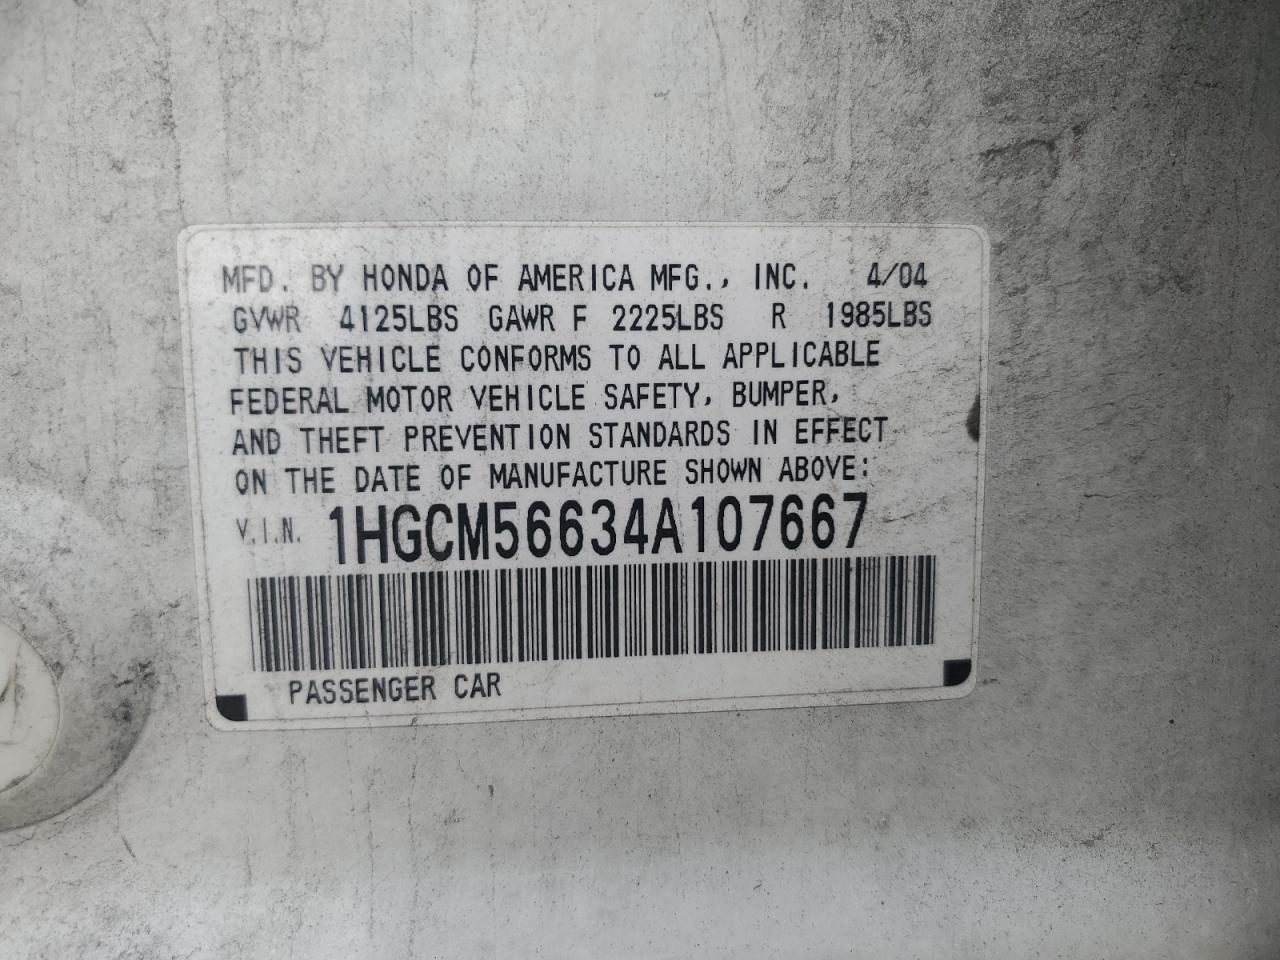 MFD. BY HONDA OF AMERICA MFG., INC. 4/04
GVWR 4125LBS GAWR F 2225LBS R 1985LBS
THIS VEHICLE CONFORMS TO ALL APPLICABLE
FEDERAL MOTOR VEHICLE SAFETY, BUMPER,
AND THEFT PREVENTION STANDARDS IN EFFECT
ON THE DATE OF MANUFACTURE SHOWN ABOVE:
V.I.N. 1HGCM56634A107667
PASSENGER CAR